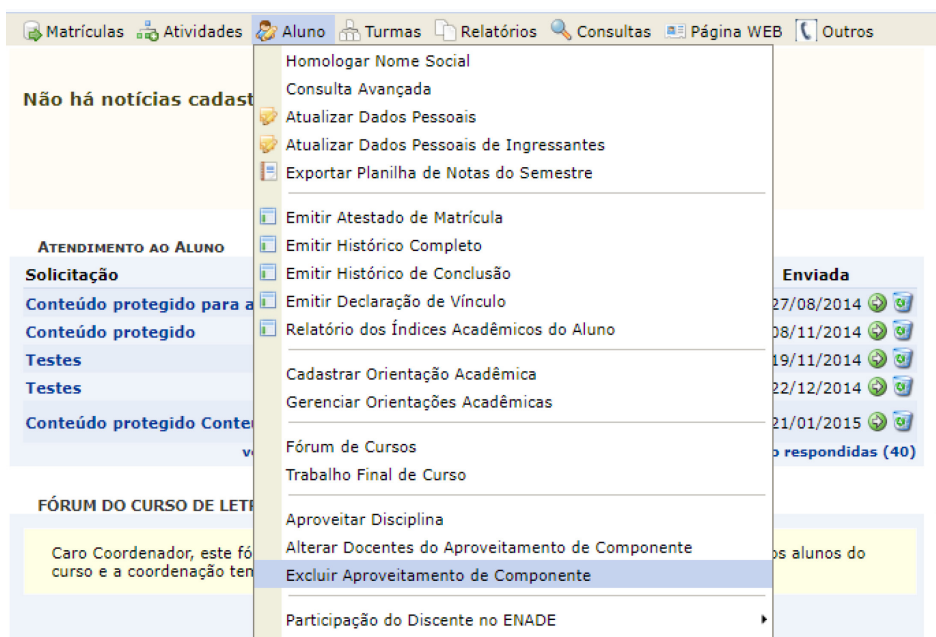 Matrículas Atividades Aluno Turmas Relatórios Consultas Página WEB Outros
Não há notícias cadast
Homologar Nome Social
Consulta Avançada
Atualizar Dados Pessoais
Atualizar Dados Pessoais de Ingressantes
Exportar Planilha de Notas do Semestre
Emitir Atestado de Matrícula
Emitir Histórico Completo
Emitir Histórico de Conclusão
Emitir Declaração de Vínculo
Relatório dos Índices Acadêmicos do Aluno
Cadastrar Orientação Acadêmica
Gerenciar Orientações Acadêmicas
Fórum de Cursos
Trabalho Final de Curso
Aproveitar Disciplina
Alterar Docentes do Aproveitamento de Componente
Excluir Aproveitamento de Componente
Participação do Discente no ENADE
ATENDIMENTO AO ALUNO
Solicitação Enviada
Conteúdo protegido para a 27/08/2014
Conteúdo protegido 08/11/2014
Testes 19/11/2014
Testes 22/12/2014
Conteúdo protegido Conte 21/01/2015
respondidas (40)
FÓRUM DO CURSO DE LET
Caro Coordenador, este fó os alunos do
curso e a coordenação ten